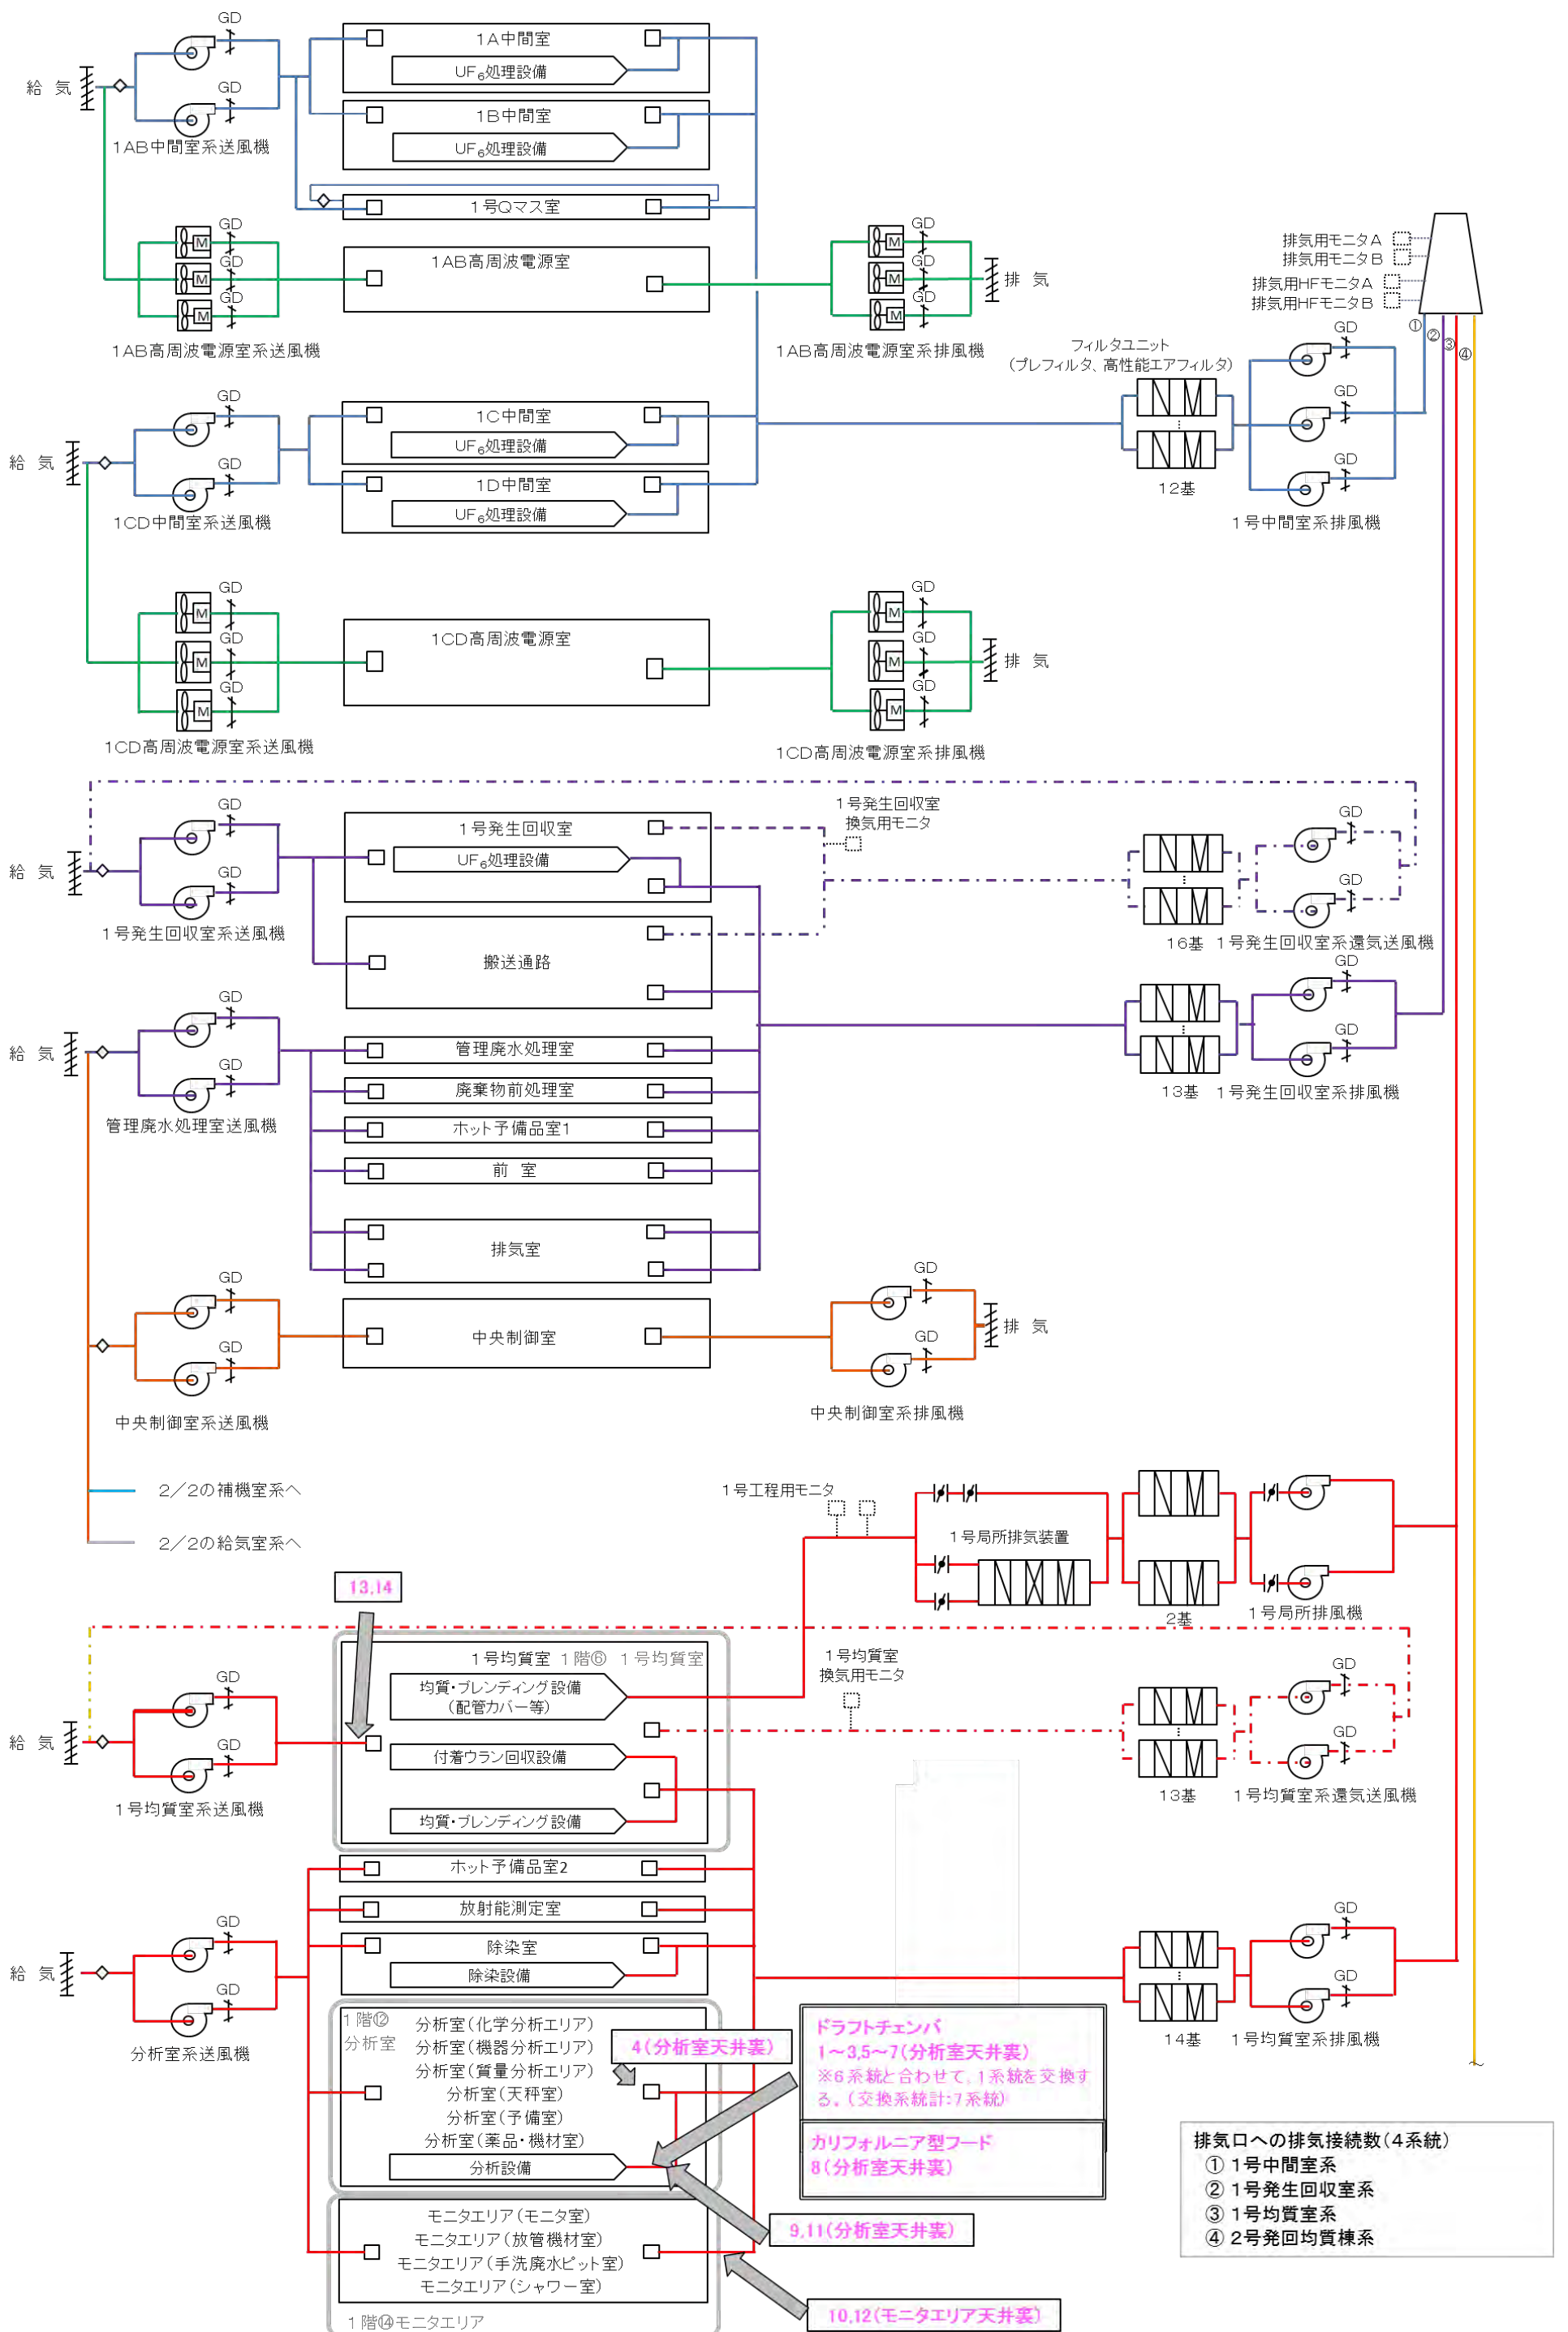 GD
1A中間室
UF₆処理設備
給 気
GD
1B中間室
1AB中間室系送風機
UF₆処理設備
1号Qマス室
GD
GD
排気用モニタA
排気用モニタB
M
M
1AB高周波電源室
GD
GD
M
M
排 気
排気用HFモニタA
排気用HFモニタB
GD
GD
M
M
①
②
③
④
GD
1AB高周波電源室系送風機
1AB高周波電源室系排風機
フィルタユニット
(プレフィルタ、高性能エアフィルタ)
GD
1C中間室
GD
UF₆処理設備
給 気
GD
GD
1D中間室
12基
1CD中間室系送風機
UF₆処理設備
1号中間室系排風機
GD
GD
M
M
1CD高周波電源室
GD
GD
M
M
排 気
GD
GD
M
M
1CD高周波電源室系送風機
1CD高周波電源室系排風機
GD
1号発生回収室
換気用モニタ
GD
1号発生回収室
UF₆処理設備
給 気
GD
GD
1号発生回収室系送風機
16基
1号発生回収室系還気送風機
搬送通路
GD
GD
管理廃水処理室
給 気
GD
GD
廃棄物前処理室
13基
1号発生回収室系排風機
管理廃水処理室送風機
ホット予備品室1
前 室
排気室
GD
GD
中央制御室
排 気
GD
GD
中央制御室系送風機
中央制御室系排風機
2/2の補機室系へ
1号工程用モニタ
1号局所排気装置
2/2の給気室系へ
13,14
2基
1号局所排風機
1号均質室
1階⑥ 1号均質室
1号均質室
換気用モニタ
GD
GD
均質・ブレンディング設備
(配管カバー等)
給 気
GD
付着ウラン回収設備
GD
1号均質室系送風機
均質・ブレンディング設備
13基
1号均質室系還気送風機
ホット予備品室2
放射能測定室
GD
GD
除染室
給 気
除染設備
GD
GD
1階⑫
分析室
分析室(化学分析エリア)
分析室(機器分析エリア)
分析室(質量分析エリア)
分析室(天秤室)
分析室(予備室)
分析室(薬品・機材室)
分析設備
4(分析室天井裏)
分析室系送風機
14基
1号均質室系排風機
ドラフトチェンバ
1～3,5～7(分析室天井裏)
※6系統と合わせて、1系統を交換す
る。(交換系統計:7系統)
カリフォルニア型フード
8(分析室天井裏)
排気口への排気接続数(4系統)
① 1号中間室系
② 1号発生回収室系
③ 1号均質室系
④ 2号発回均質棟系
9,11(分析室天井裏)
モニタエリア(モニタ室)
モニタエリア(放管機材室)
モニタエリア(手洗廃水ピット室)
モニタエリア(シャワー室)
10,12(モニタエリア天井裏)
1階⑭モニタエリア